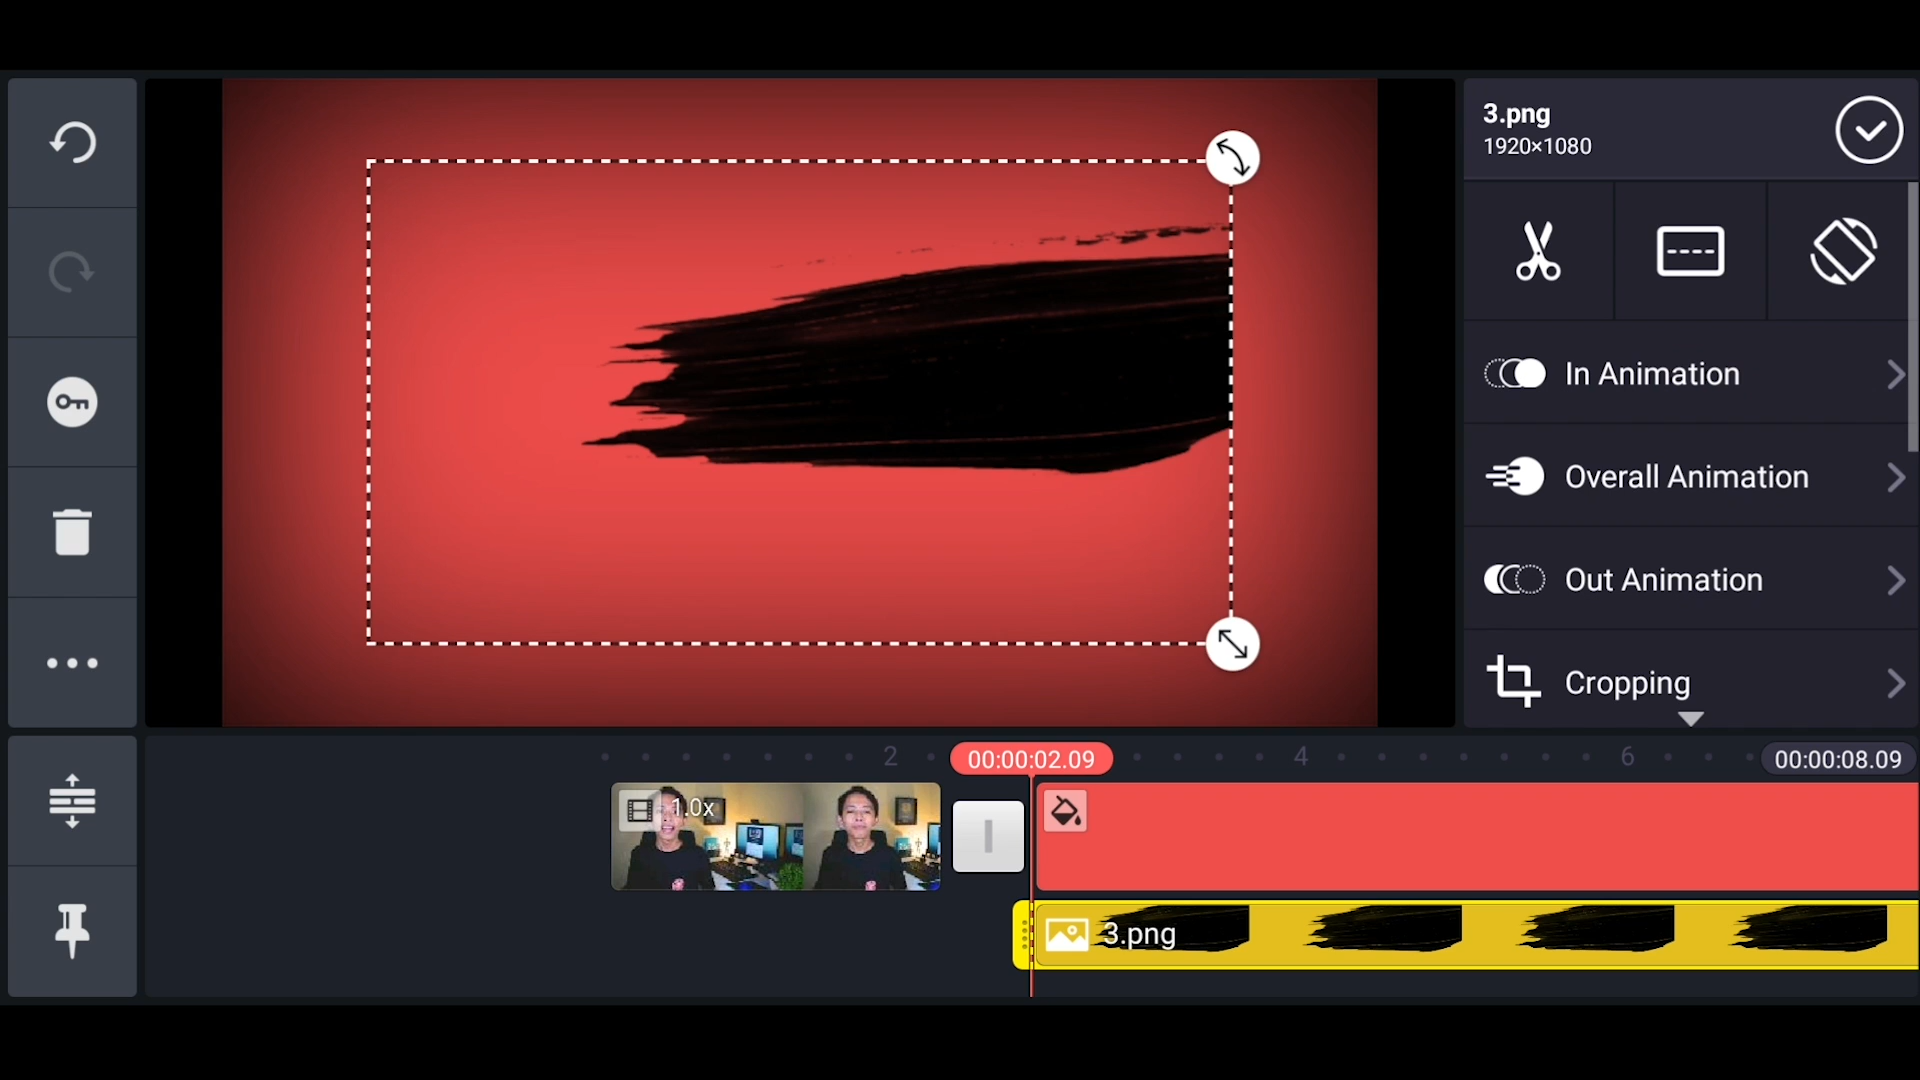 3.png
1920×1080
In Animation
Overall Animation
Out Animation
Cropping
2
00:00:02.09
4
6
00:00:08.09
1.0x
3.png